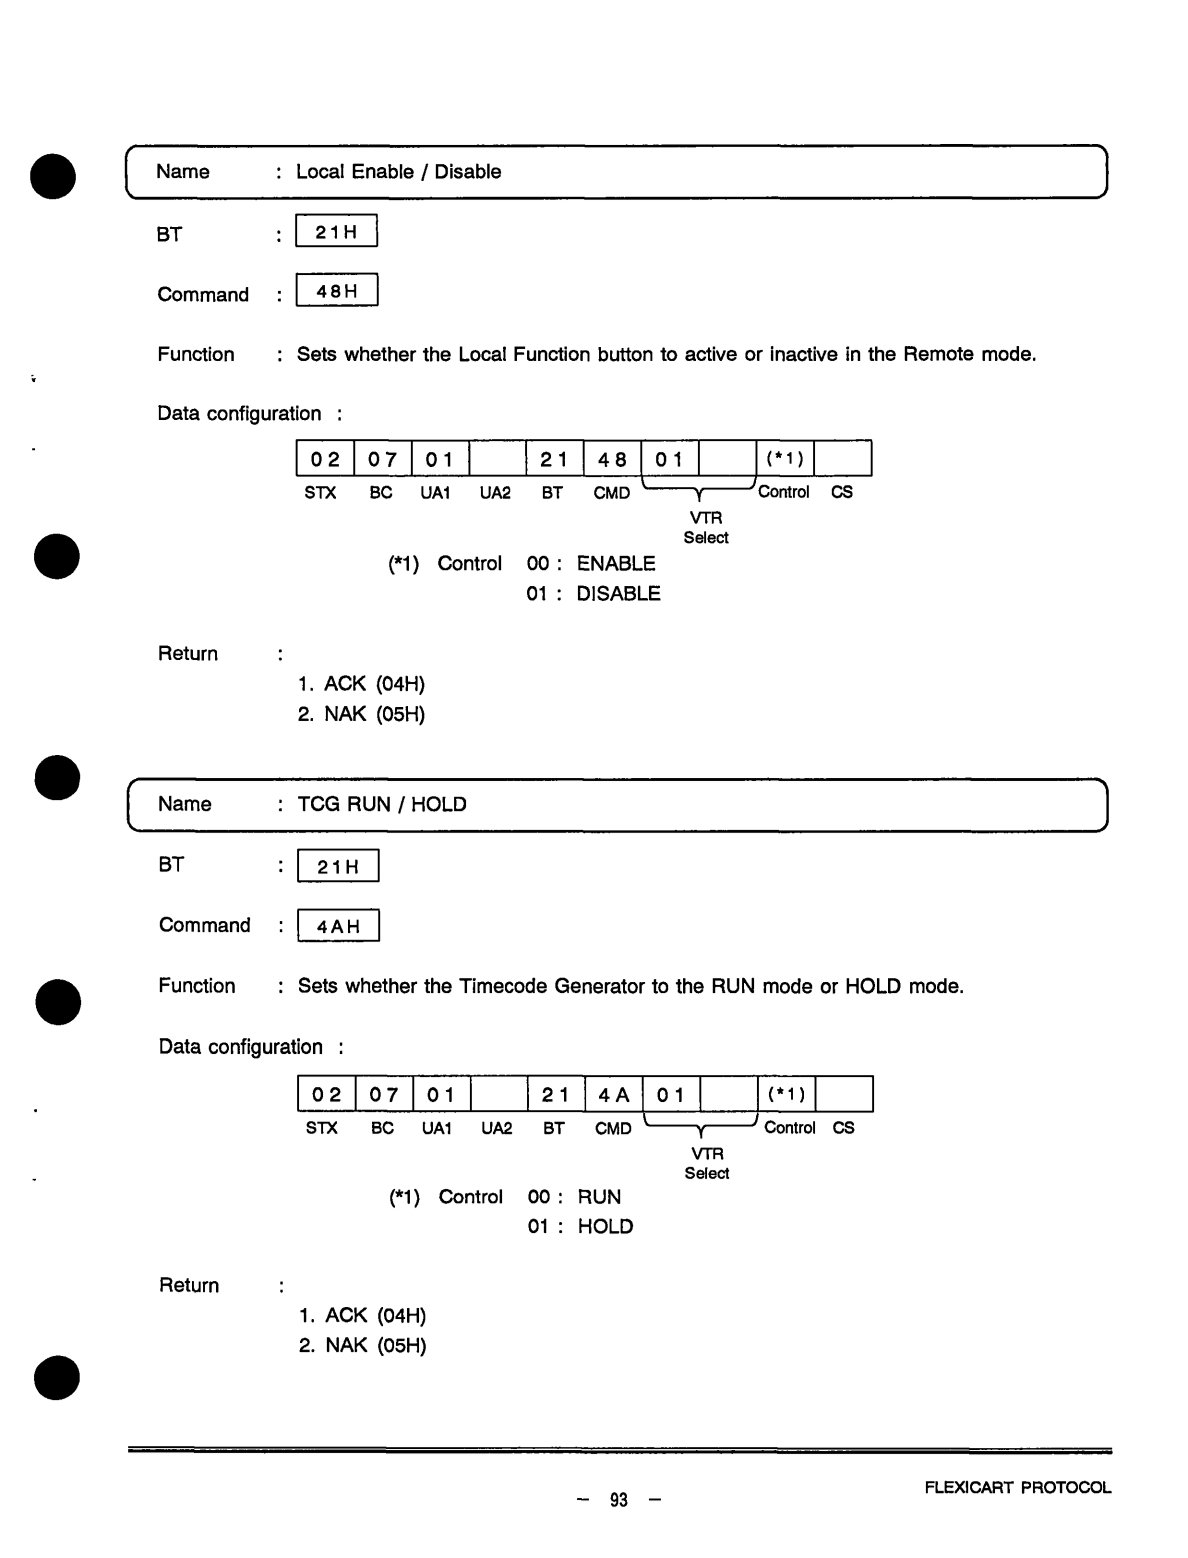 Name : Local Enable / Disable
BT : 21H
Command : 48H
Function : Sets whether the Local Function button to active or inactive in the Remote mode.
Data configuration :
02 07 01 21 48 01 (*1)
STX BC UA1 UA2 BT CMD Control CS
VTR
Select
(*1) Control 00 : ENABLE
01 : DISABLE
Return :
1. ACK (04H)
2. NAK (05H)
Name : TCG RUN / HOLD
BT : 21H
Command : 4AH
Function : Sets whether the Timecode Generator to the RUN mode or HOLD mode.
Data configuration :
02 07 01 21 4A 01 (*1)
STX BC UA1 UA2 BT CMD Control CS
VTR
Select
(*1) Control 00 : RUN
01 : HOLD
Return :
1. ACK (04H)
2. NAK (05H)
FLEXICART PROTOCOL
– 93 –